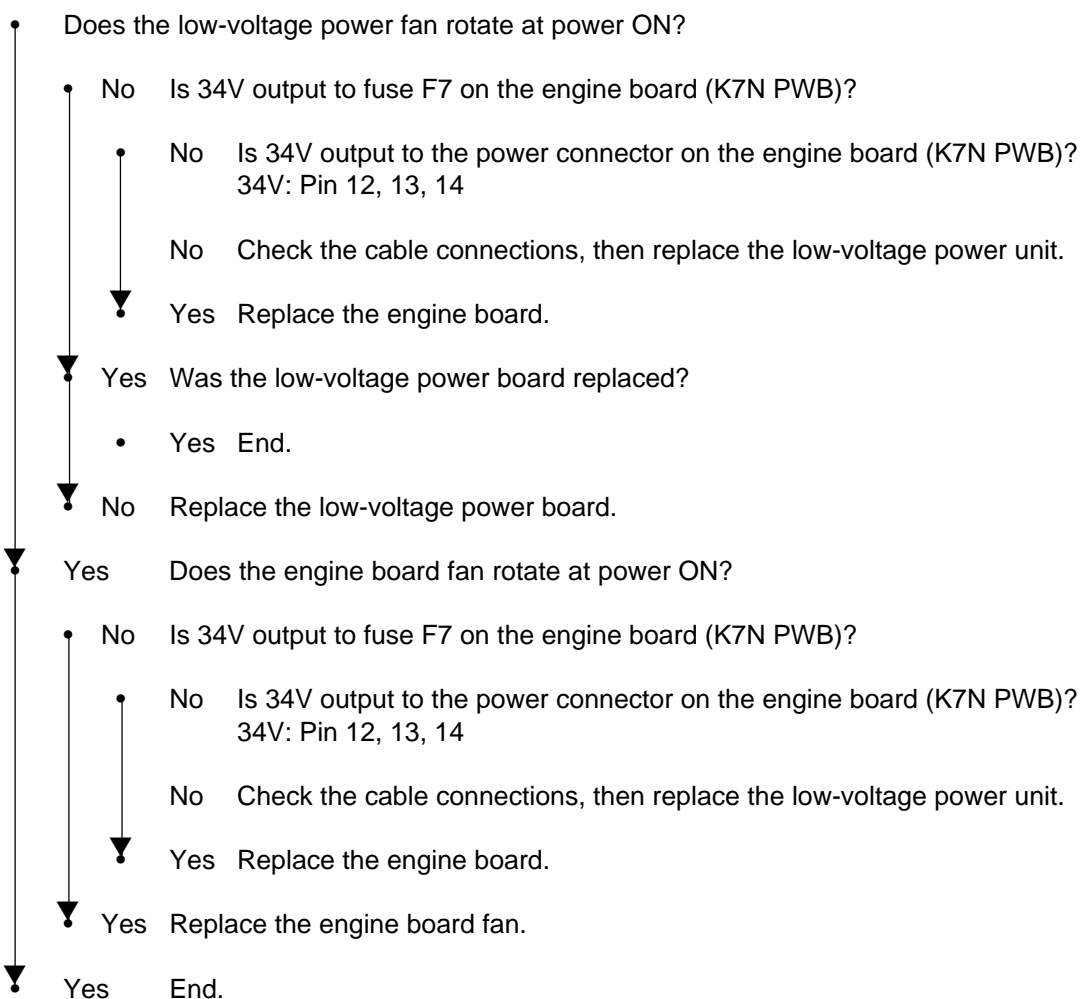 Does the low-voltage power fan rotate at power ON?
No Is 34V output to fuse F7 on the engine board (K7N PWB)?
No Is 34V output to the power connector on the engine board (K7N PWB)?
34V: Pin 12, 13, 14
No Check the cable connections, then replace the low-voltage power unit.
Yes Replace the engine board.
Yes Was the low-voltage power board replaced?
Yes End.
No Replace the low-voltage power board.
Yes Does the engine board fan rotate at power ON?
No Is 34V output to fuse F7 on the engine board (K7N PWB)?
No Is 34V output to the power connector on the engine board (K7N PWB)?
34V: Pin 12, 13, 14
No Check the cable connections, then replace the low-voltage power unit.
Yes Replace the engine board.
Yes Replace the engine board fan.
Yes End.